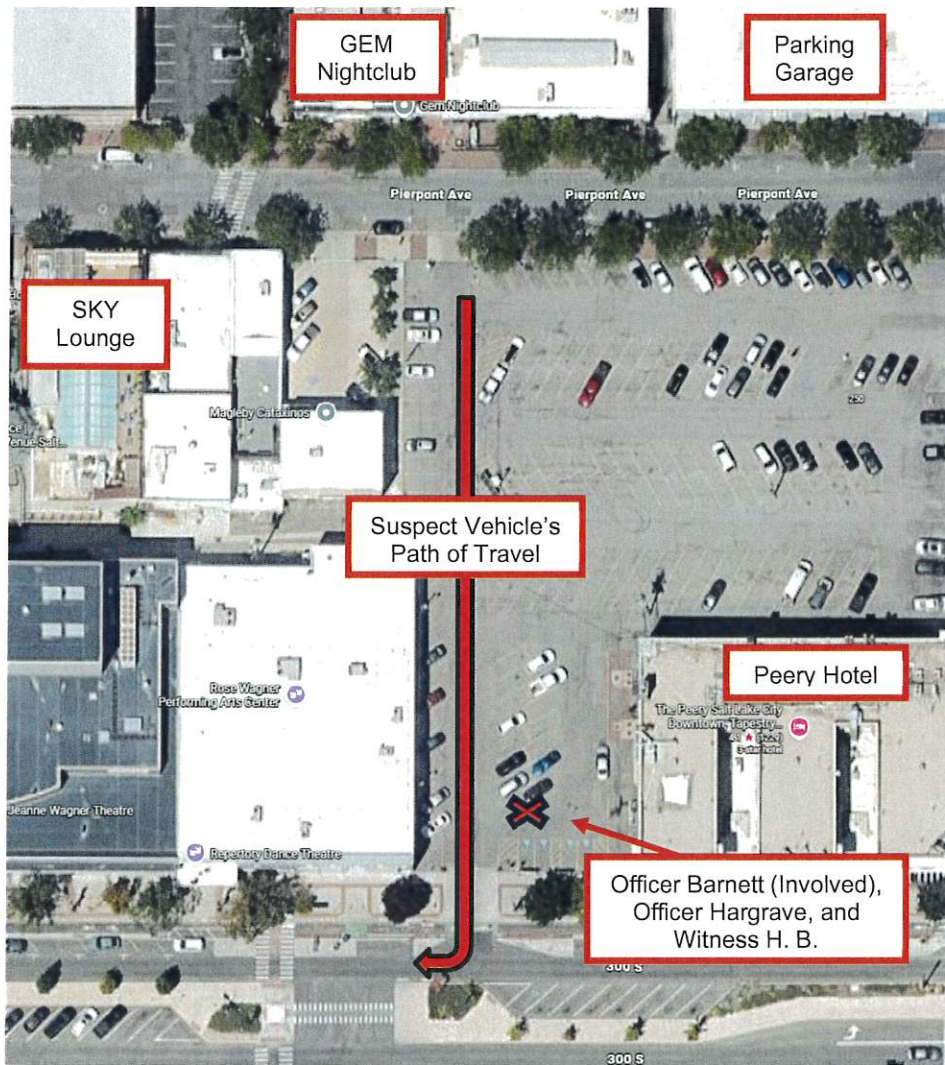 GEM
Nightclub
Parking
Garage
Gem Nightclub
Pierpont Ave
Pierpont Ave
Pierpont Ave
SKY
Lounge
250
Magleby Cataxinos
Suspect Vehicle's
Path of Travel
Rose Wagner
Performing Arts Center
Peery Hotel
The Peery Salt Lake City
Downtown, Tapestry...
3-star hotel
Jeanne Wagner Theatre
Repertory Dance Theatre
Officer Barnett (Involved),
Officer Hargrave, and
Witness H. B.
300 S
300 S